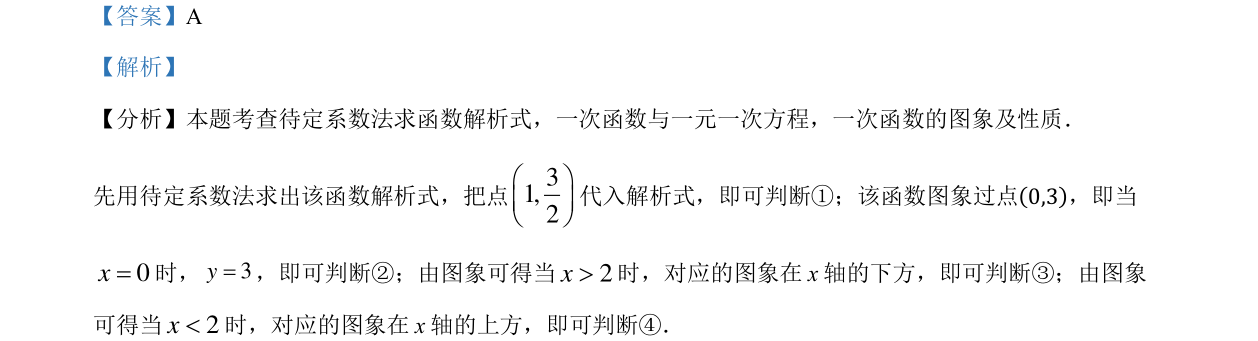 【答案】A
【解析】
【分析】本题考查待定系数法求函数解析式，一次函数与一元一次方程，一次函数的图象及性质．
先用待定系数法求出该函数解析式，把点(1, 3/2)代入解析式，即可判断①；该函数图象过点(0,3)，即当
x=0时，y=3，即可判断②；由图象可得当x>2时，对应的图象在x轴的下方，即可判断③；由图象
可得当x<2时，对应的图象在x轴的上方，即可判断④．